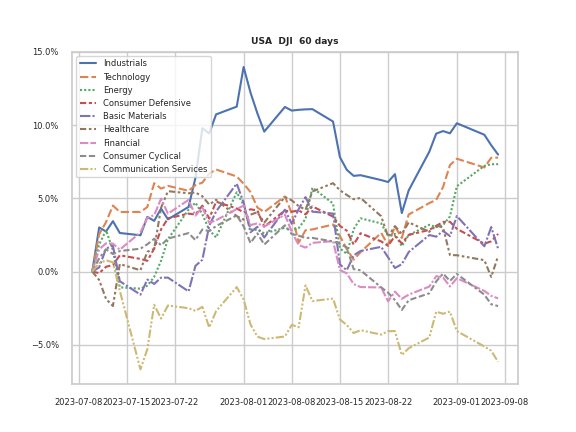 USA DJI 60 days
15.0%
10.0%
5.0%
0.0%
−5.0%
Industrials
Technology
Energy
Consumer Defensive
Basic Materials
Healthcare
Financial
Consumer Cyclical
Communication Services
2023-07-08 2023-07-15 2023-07-22 2023-08-01 2023-08-08 2023-08-15 2023-08-22 2023-09-01 2023-09-08